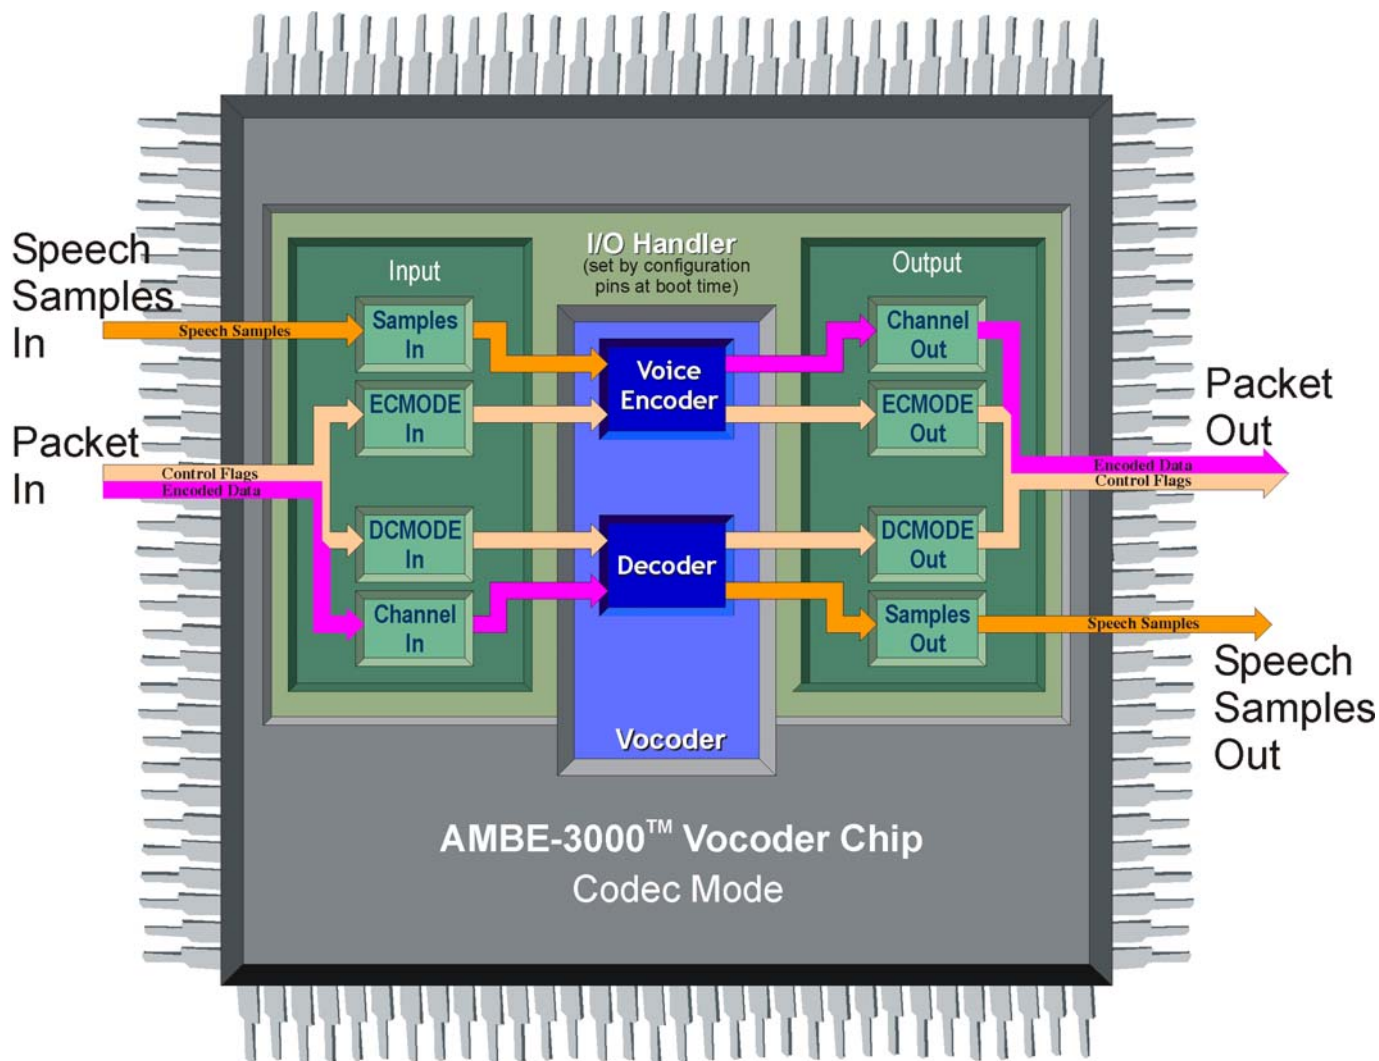 Speech
Samples
In
Speech Samples
Packet
In
Control Flags
Encoded Data
Input
Samples
In
ECMODE
In
DCMODE
In
Channel
In
I/O Handler
(set by configuration
pins at boot time)
Voice
Encoder
Decoder
Vocoder
Output
Channel
Out
ECMODE
Out
DCMODE
Out
Samples
Out
Packet
Out
Encoded Data
Control Flags
Speech Samples
Speech
Samples
Out
AMBE-3000™ Vocoder Chip
Codec Mode